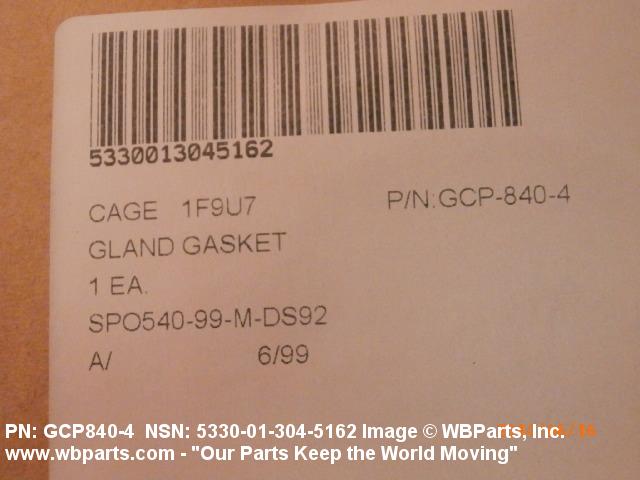 5330013045162
CAGE 1F9U7 P/N:GCP-840-4
GLAND GASKET
1 EA.
SPO540-99-M-DS92
A/ 6/99
PN: GCP840-4 NSN: 5330-01-304-5162 Image © WBParts, Inc.
www.wbparts.com - "Our Parts Keep the World Moving"